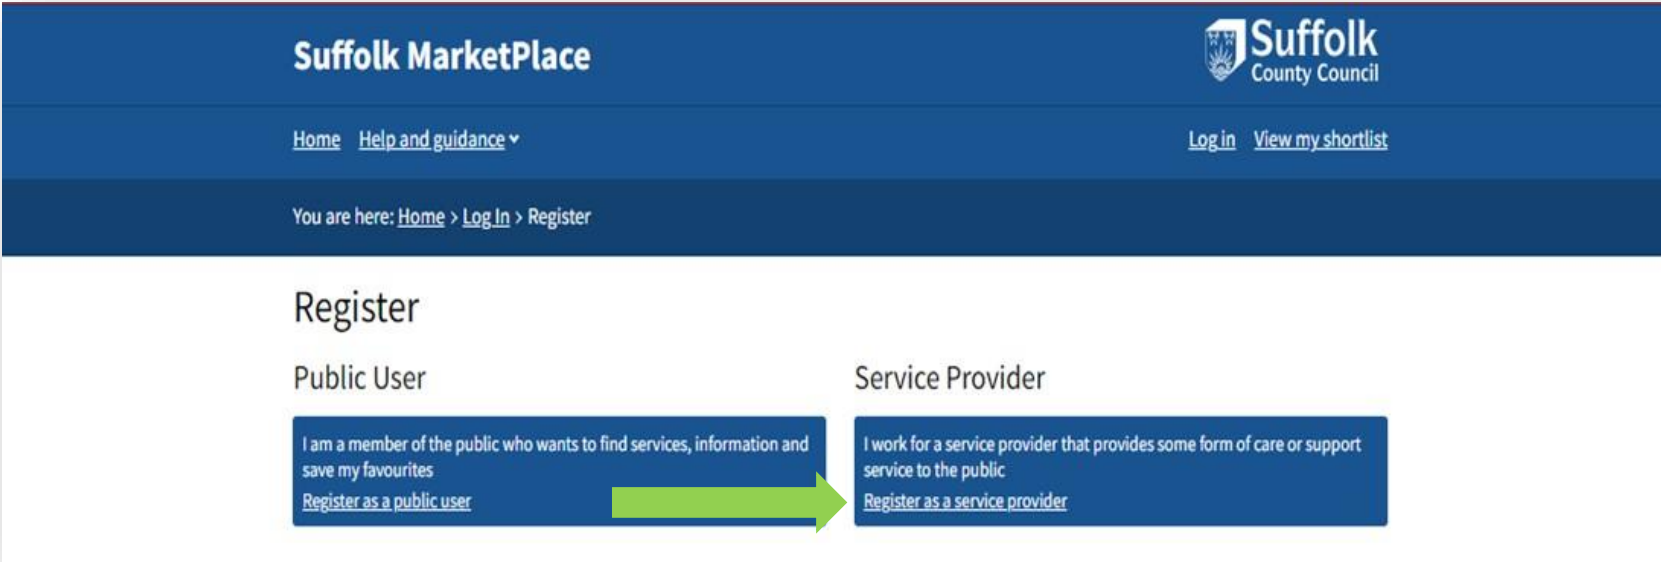 Suffolk MarketPlace
Suffolk
County Council
Home Help and guidance
Log in View my shortlist
You are here: Home > Log In > Register
Register
Public User
I am a member of the public who wants to find services, information and
save my favourites
Register as a public user
Service Provider
I work for a service provider that provides some form of care or support
service to the public
Register as a service provider